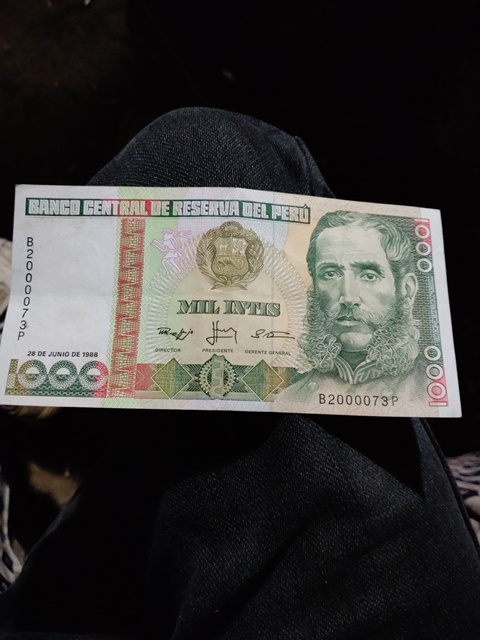 BANCO CENTRAL DE RESERVA DEL PERÚ
B2000073P
MIL INTIS
DIRECTOR PRESIDENTE GERENTE GENERAL
28 DE JUNIO DE 1988
1000
1000
1000
B2000073P